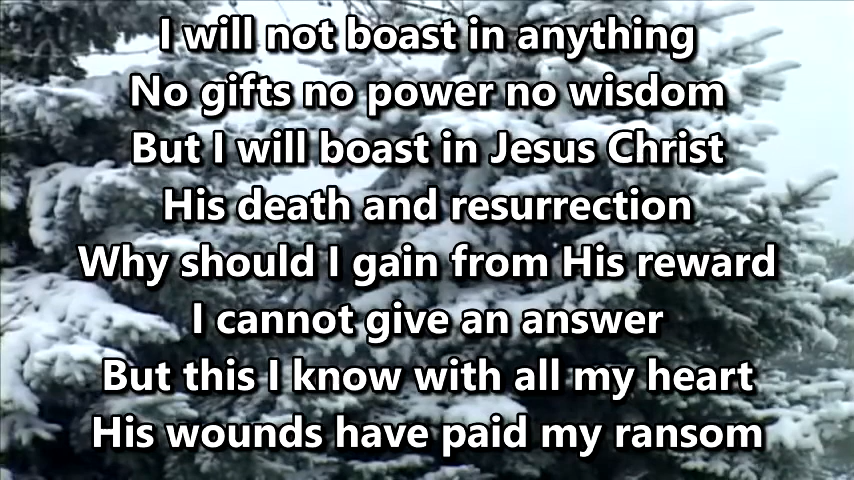 I will not boast in anything
No gifts no power no wisdom
But I will boast in Jesus Christ
His death and resurrection
Why should I gain from His reward
I cannot give an answer
But this I know with all my heart
His wounds have paid my ransom